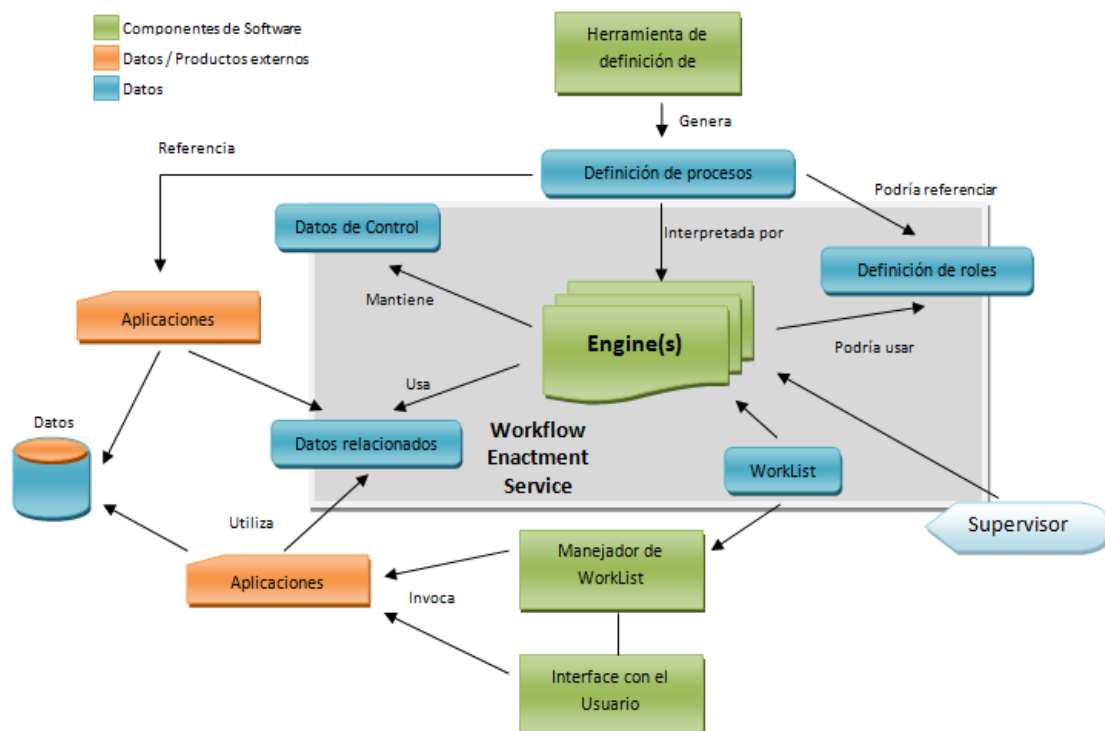 Componentes de Software
Datos / Productos externos
Datos
Herramienta de
definición de
Genera
Referencia
Definición de procesos
Podría referenciar
Datos de Control
Interpretada por
Definición de roles
Mantiene
Aplicaciones
Engine(s)
Podría usar
Usa
Datos
Datos relacionados
Workflow
Enactment
Service
WorkList
Supervisor
Utiliza
Manejador de
WorkList
Aplicaciones
Invoca
Interface con el
Usuario